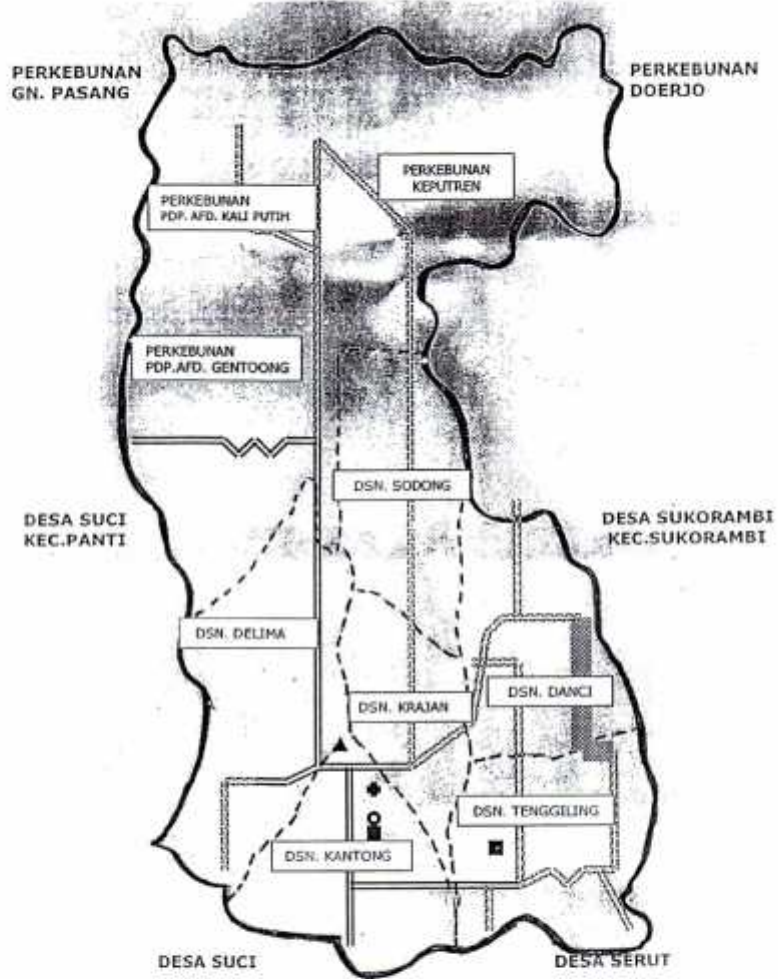 PERKEBUNAN
GN. PASANG
PERKEBUNAN
DOERJO
PERKEBUNAN
KEPUTREN
PERKEBUNAN
PDP. AFD. KALI PUTIH
PERKEBUNAN
PDP.AFD. GENTOONG
DSN. SODONG
DESA SUCI
KEC.PANTI
DESA SUKORAMBI
KEC.SUKORAMBI
DSN. DELIMA
DSN. KRAJAN
DSN. DANCI
DSN. TENGGILING
DSN. KANTONG
DESA SUCI
DESA SERUT